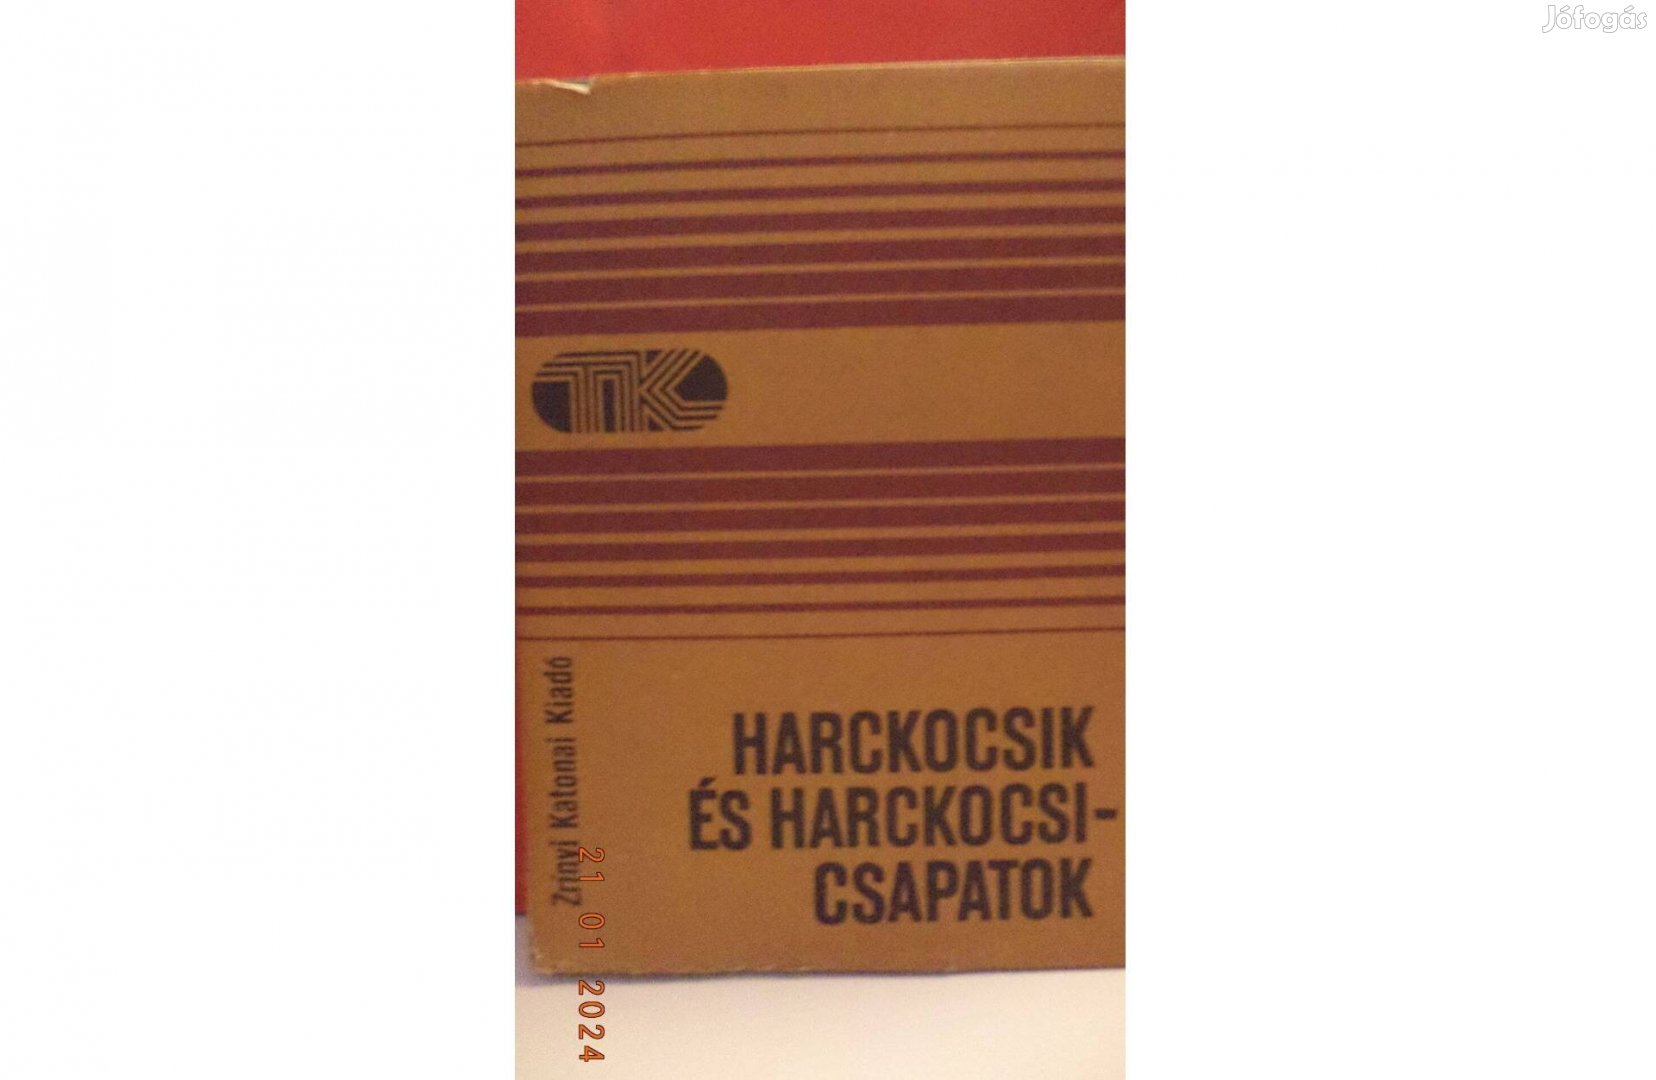 Jófogás
TK
Zrínyi Katonai Kiadó
HARCKOCSIK
ÉS HARCKOCSI-
CSAPATOK
21 01 2024